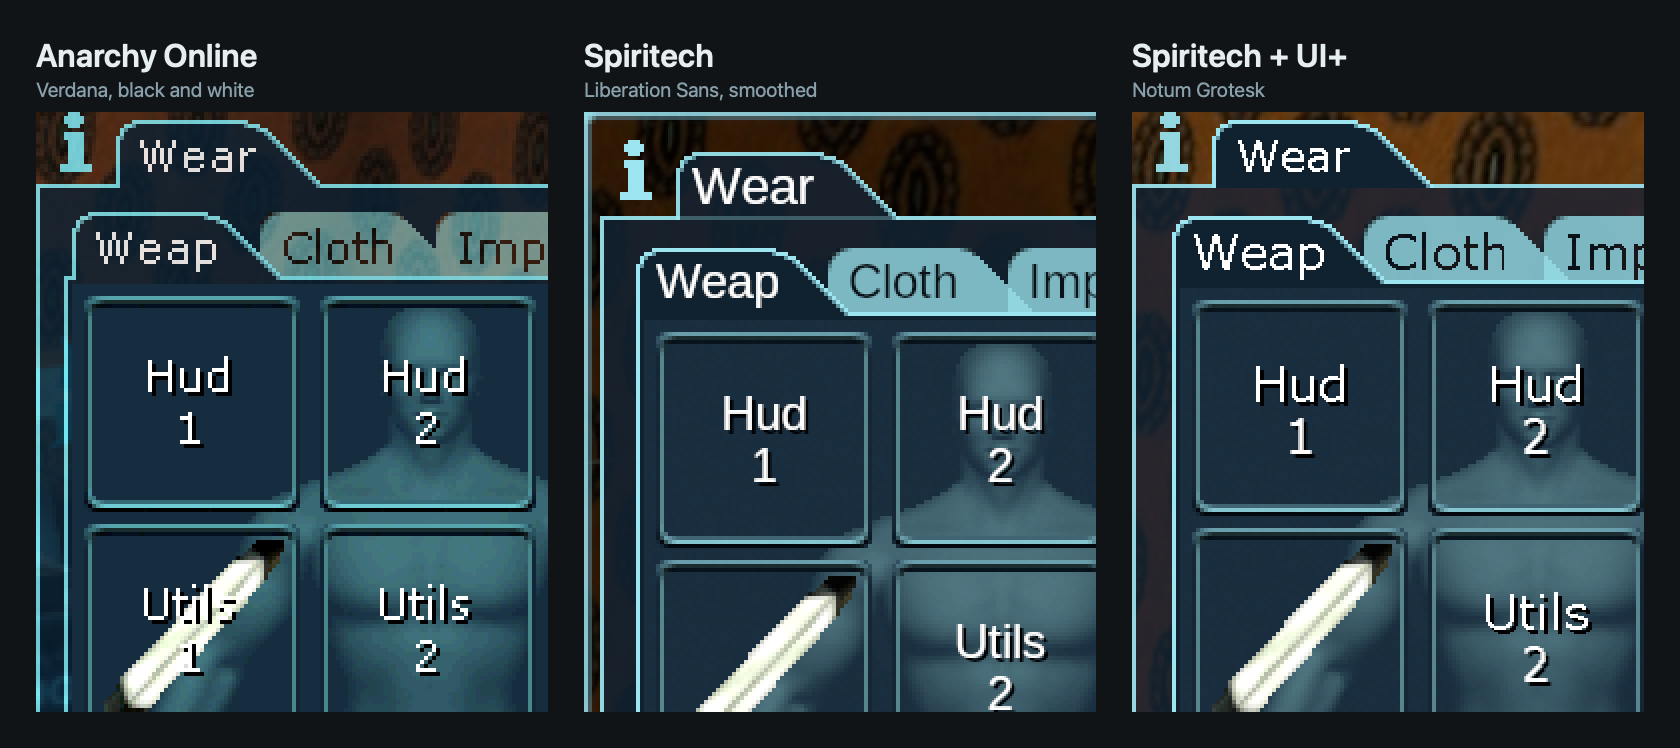 Anarchy Online
Verdana, black and white
i
Wear
Weap Cloth Imp
Hud
1
Hud
2
Utils
1
Utils
2
Spiritech
Liberation Sans, smoothed
i
Wear
Weap Cloth Imp
Hud
1
Hud
2
Utils
2
Spiritech + UI+
Notum Grotesk
i
Wear
Weap Cloth Imp
Hud
1
Hud
2
Utils
2